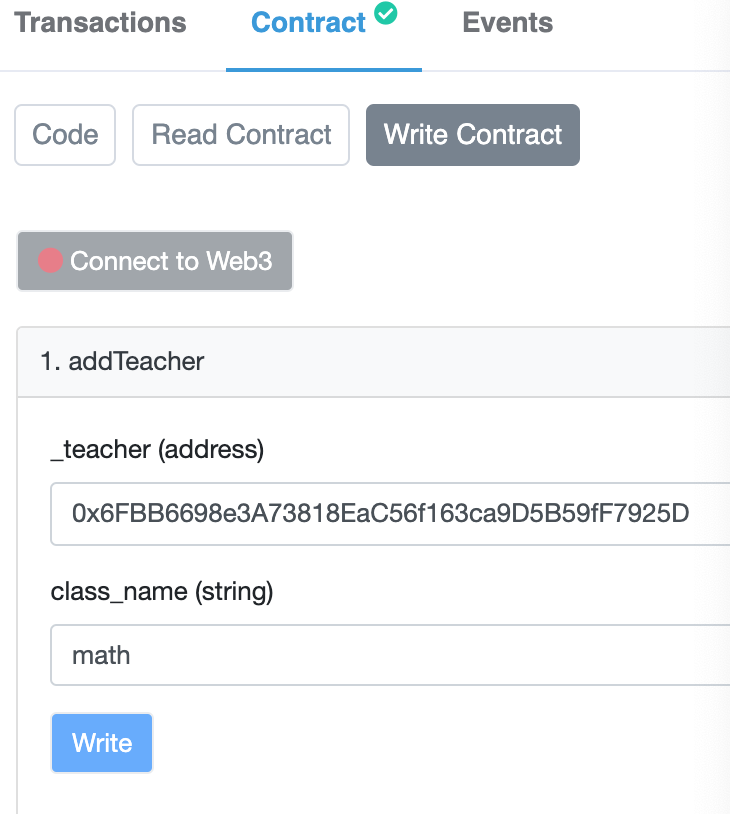 Transactions Contract Events
Code Read Contract Write Contract
Connect to Web3
1. addTeacher
_teacher (address)
0x6FBB6698e3A73818EaC56f163ca9D5B59fF7925D
class_name (string)
math
Write